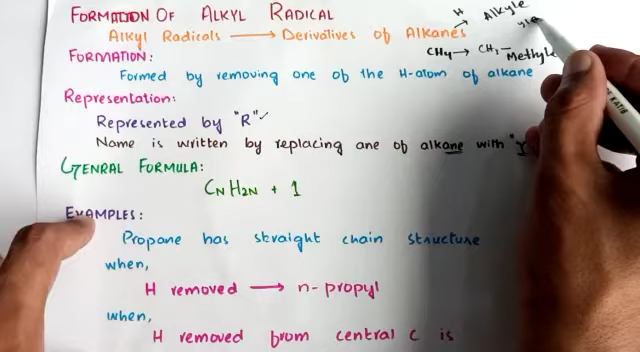 FORMATION OF ALKYL RADICAL
H Alkyle
yle
Alkyl Radicals ⟶ Derivatives of Alkanes →
CH4 → CH3 – Methyle
FORMATION:
Formed by removing one of the H-atom of alkane
Representation:
Represented by "R" ✓
Name is written by replacing ane of alkane with "y
GENRAL FORMULA:
CNH2N + 1
EXAMPLES:
Propane has straight chain structure
when,
H removed ⟶ n-propyl
when,
H removed from central C is